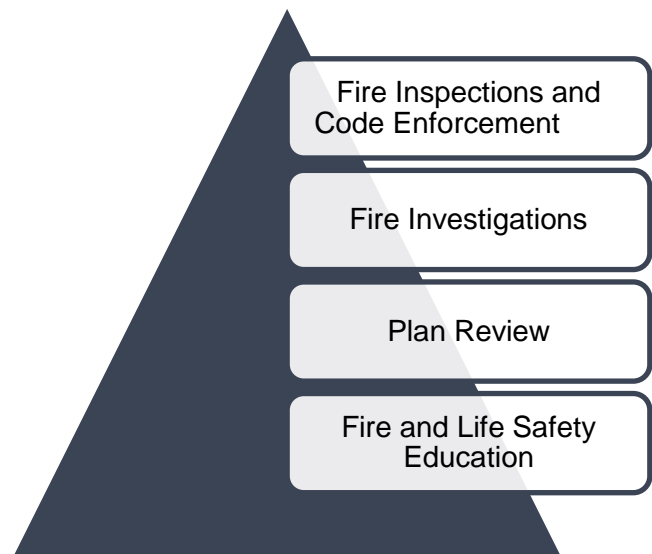 Fire Inspections and
Code Enforcement
Fire Investigations
Plan Review
Fire and Life Safety
Education